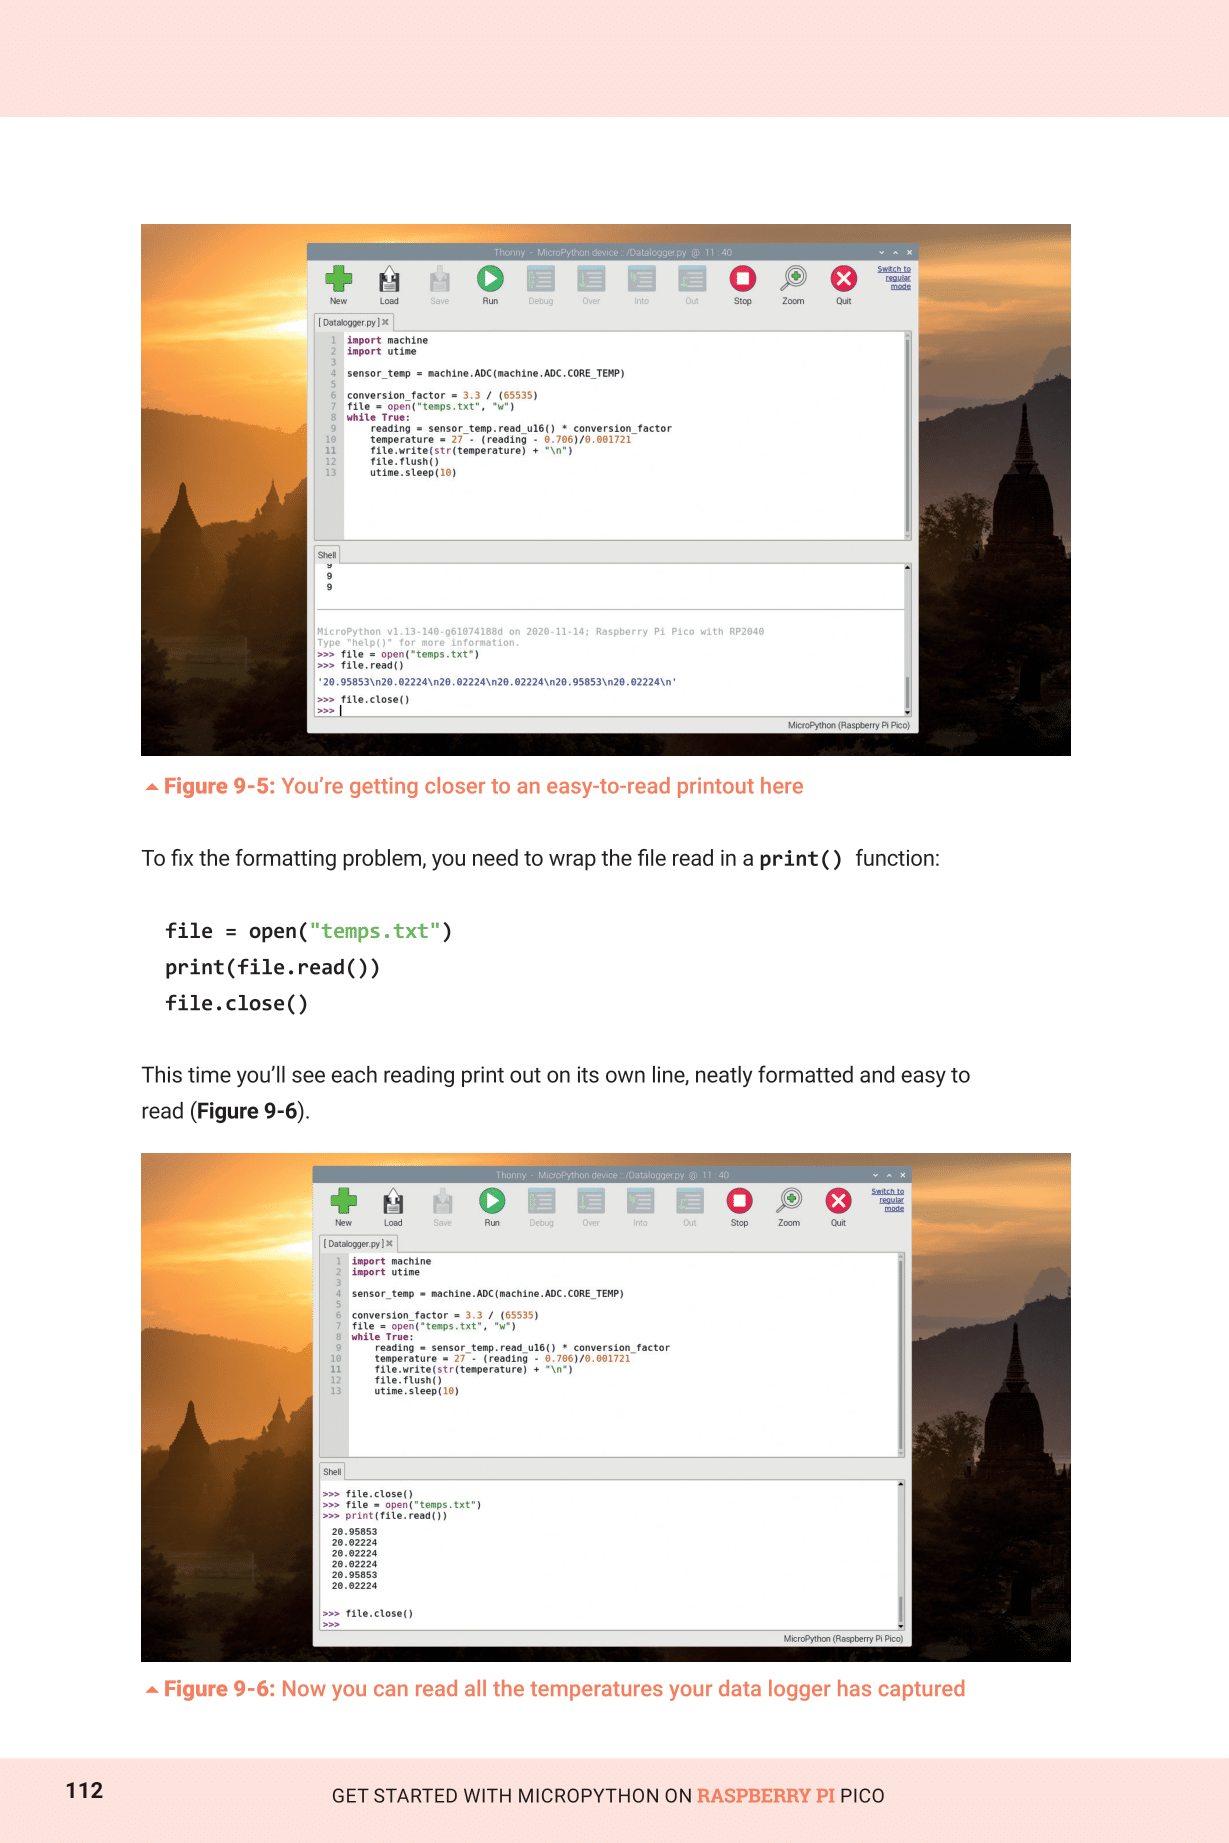 Thonny - MicroPython device :: /Datalogger.py @ 11 : 40
New Load Save Run Debug Over Into Out Stop Zoom Quit
Switch to
regular
mode
[ Datalogger.py ]
1 import machine
2 import utime
3
4 sensor_temp = machine.ADC(machine.ADC.CORE_TEMP)
5
6 conversion_factor = 3.3 / (65535)
7 file = open("temps.txt", "w")
8 while True:
9 reading = sensor_temp.read_u16() * conversion_factor
10 temperature = 27 - (reading - 0.706)/0.001721
11 file.write(str(temperature) + "\n")
12 file.flush()
13 utime.sleep(10)
Shell
9
9
9
MicroPython v1.13-140-g61074188d on 2020-11-14; Raspberry Pi Pico with RP2040
Type "help()" for more information.
>>> file = open("temps.txt")
>>> file.read()
'20.95853\n20.02224\n20.02224\n20.02224\n20.95853\n20.02224\n'
>>> file.close()
>>>
MicroPython (Raspberry Pi Pico)
Figure 9-5: You're getting closer to an easy-to-read printout here
To fix the formatting problem, you need to wrap the file read in a print() function:
file = open("temps.txt")
print(file.read())
file.close()
This time you'll see each reading print out on its own line, neatly formatted and easy to
read (Figure 9-6).
Thonny - MicroPython device :: /Datalogger.py @ 11 : 40
New Load Save Run Debug Over Into Out Stop Zoom Quit
Switch to
regular
mode
[ Datalogger.py ]
1 import machine
2 import utime
3
4 sensor_temp = machine.ADC(machine.ADC.CORE_TEMP)
5
6 conversion_factor = 3.3 / (65535)
7 file = open("temps.txt", "w")
8 while True:
9 reading = sensor_temp.read_u16() * conversion_factor
10 temperature = 27 - (reading - 0.706)/0.001721
11 file.write(str(temperature) + "\n")
12 file.flush()
13 utime.sleep(10)
Shell
>>> file.close()
>>> file = open("temps.txt")
>>> print(file.read())
20.95853
20.02224
20.02224
20.02224
20.95853
20.02224
>>> file.close()
>>>
MicroPython (Raspberry Pi Pico)
Figure 9-6: Now you can read all the temperatures your data logger has captured
112
GET STARTED WITH MICROPYTHON ON RASPBERRY PI PICO